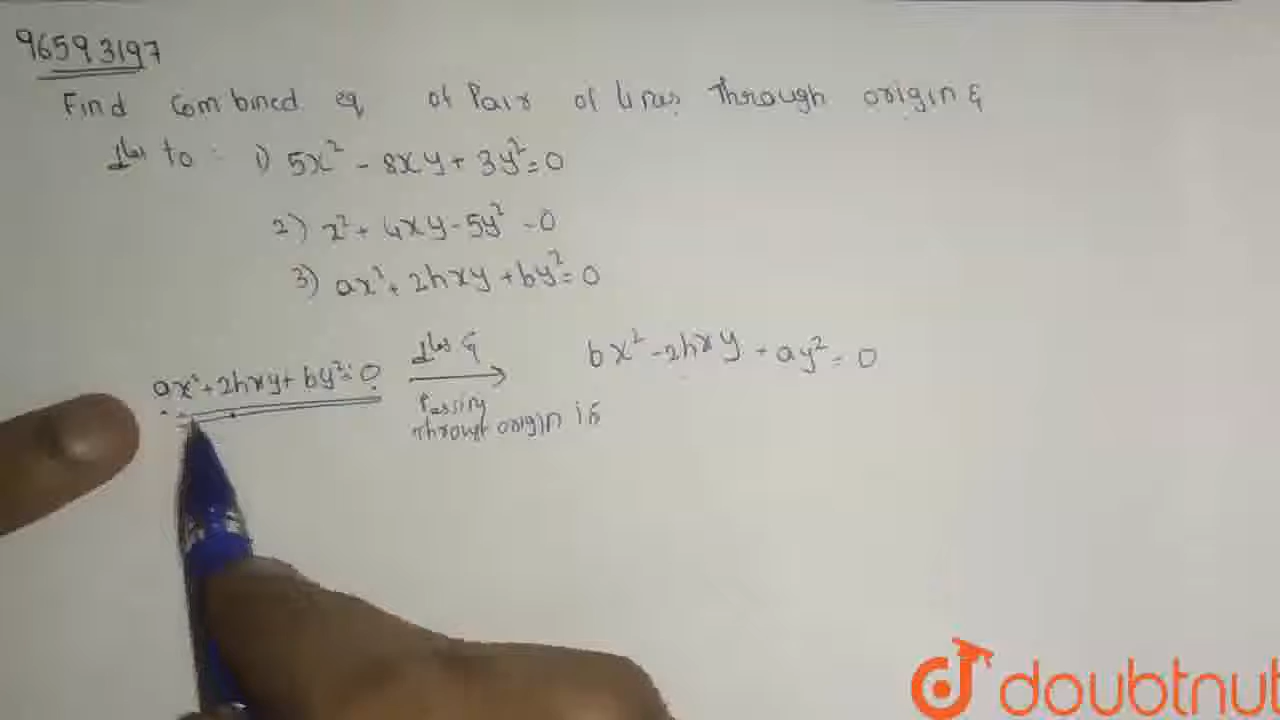 96593197
Find Combined eq of Pair of lines Through origin &
⊥lar to : 1) 5x² - 8xy + 3y² = 0
2) x² + 4xy - 5y² = 0
3) ax² + 2hxy + by² = 0
ax² + 2hxy + by² = 0 ⊥lar & → bx² - 2hxy + ay² = 0
Passing
Through origin is
doubtnut